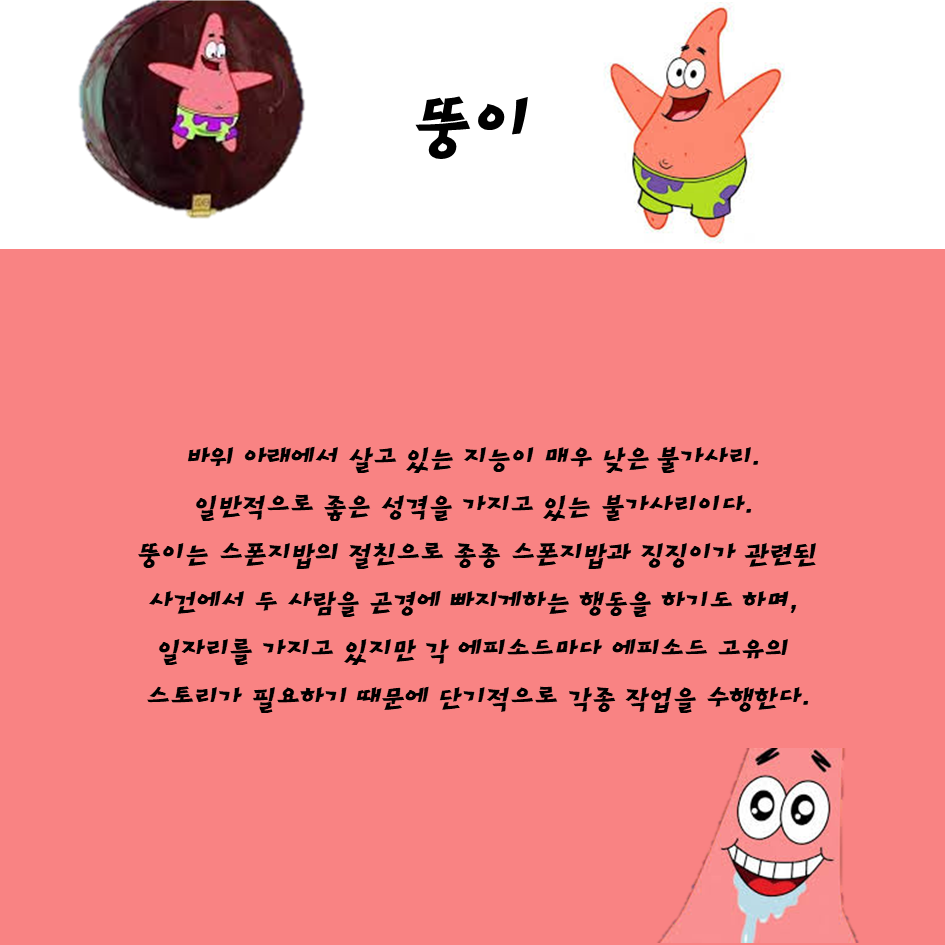 뚱이
바위 아래에서 살고 있는 지능이 매우 낮은 불가사리.
일반적으로 좋은 성격을 가지고 있는 불가사리이다.
뚱이는 스폰지밥의 절친으로 종종 스폰지밥과 징징이가 관련된
사건에서 두 사람을 곤경에 빠지게하는 행동을 하기도 하며,
일자리를 가지고 있지만 각 에피소드마다 에피소드 고유의
스토리가 필요하기 때문에 단기적으로 각종 작업을 수행한다.